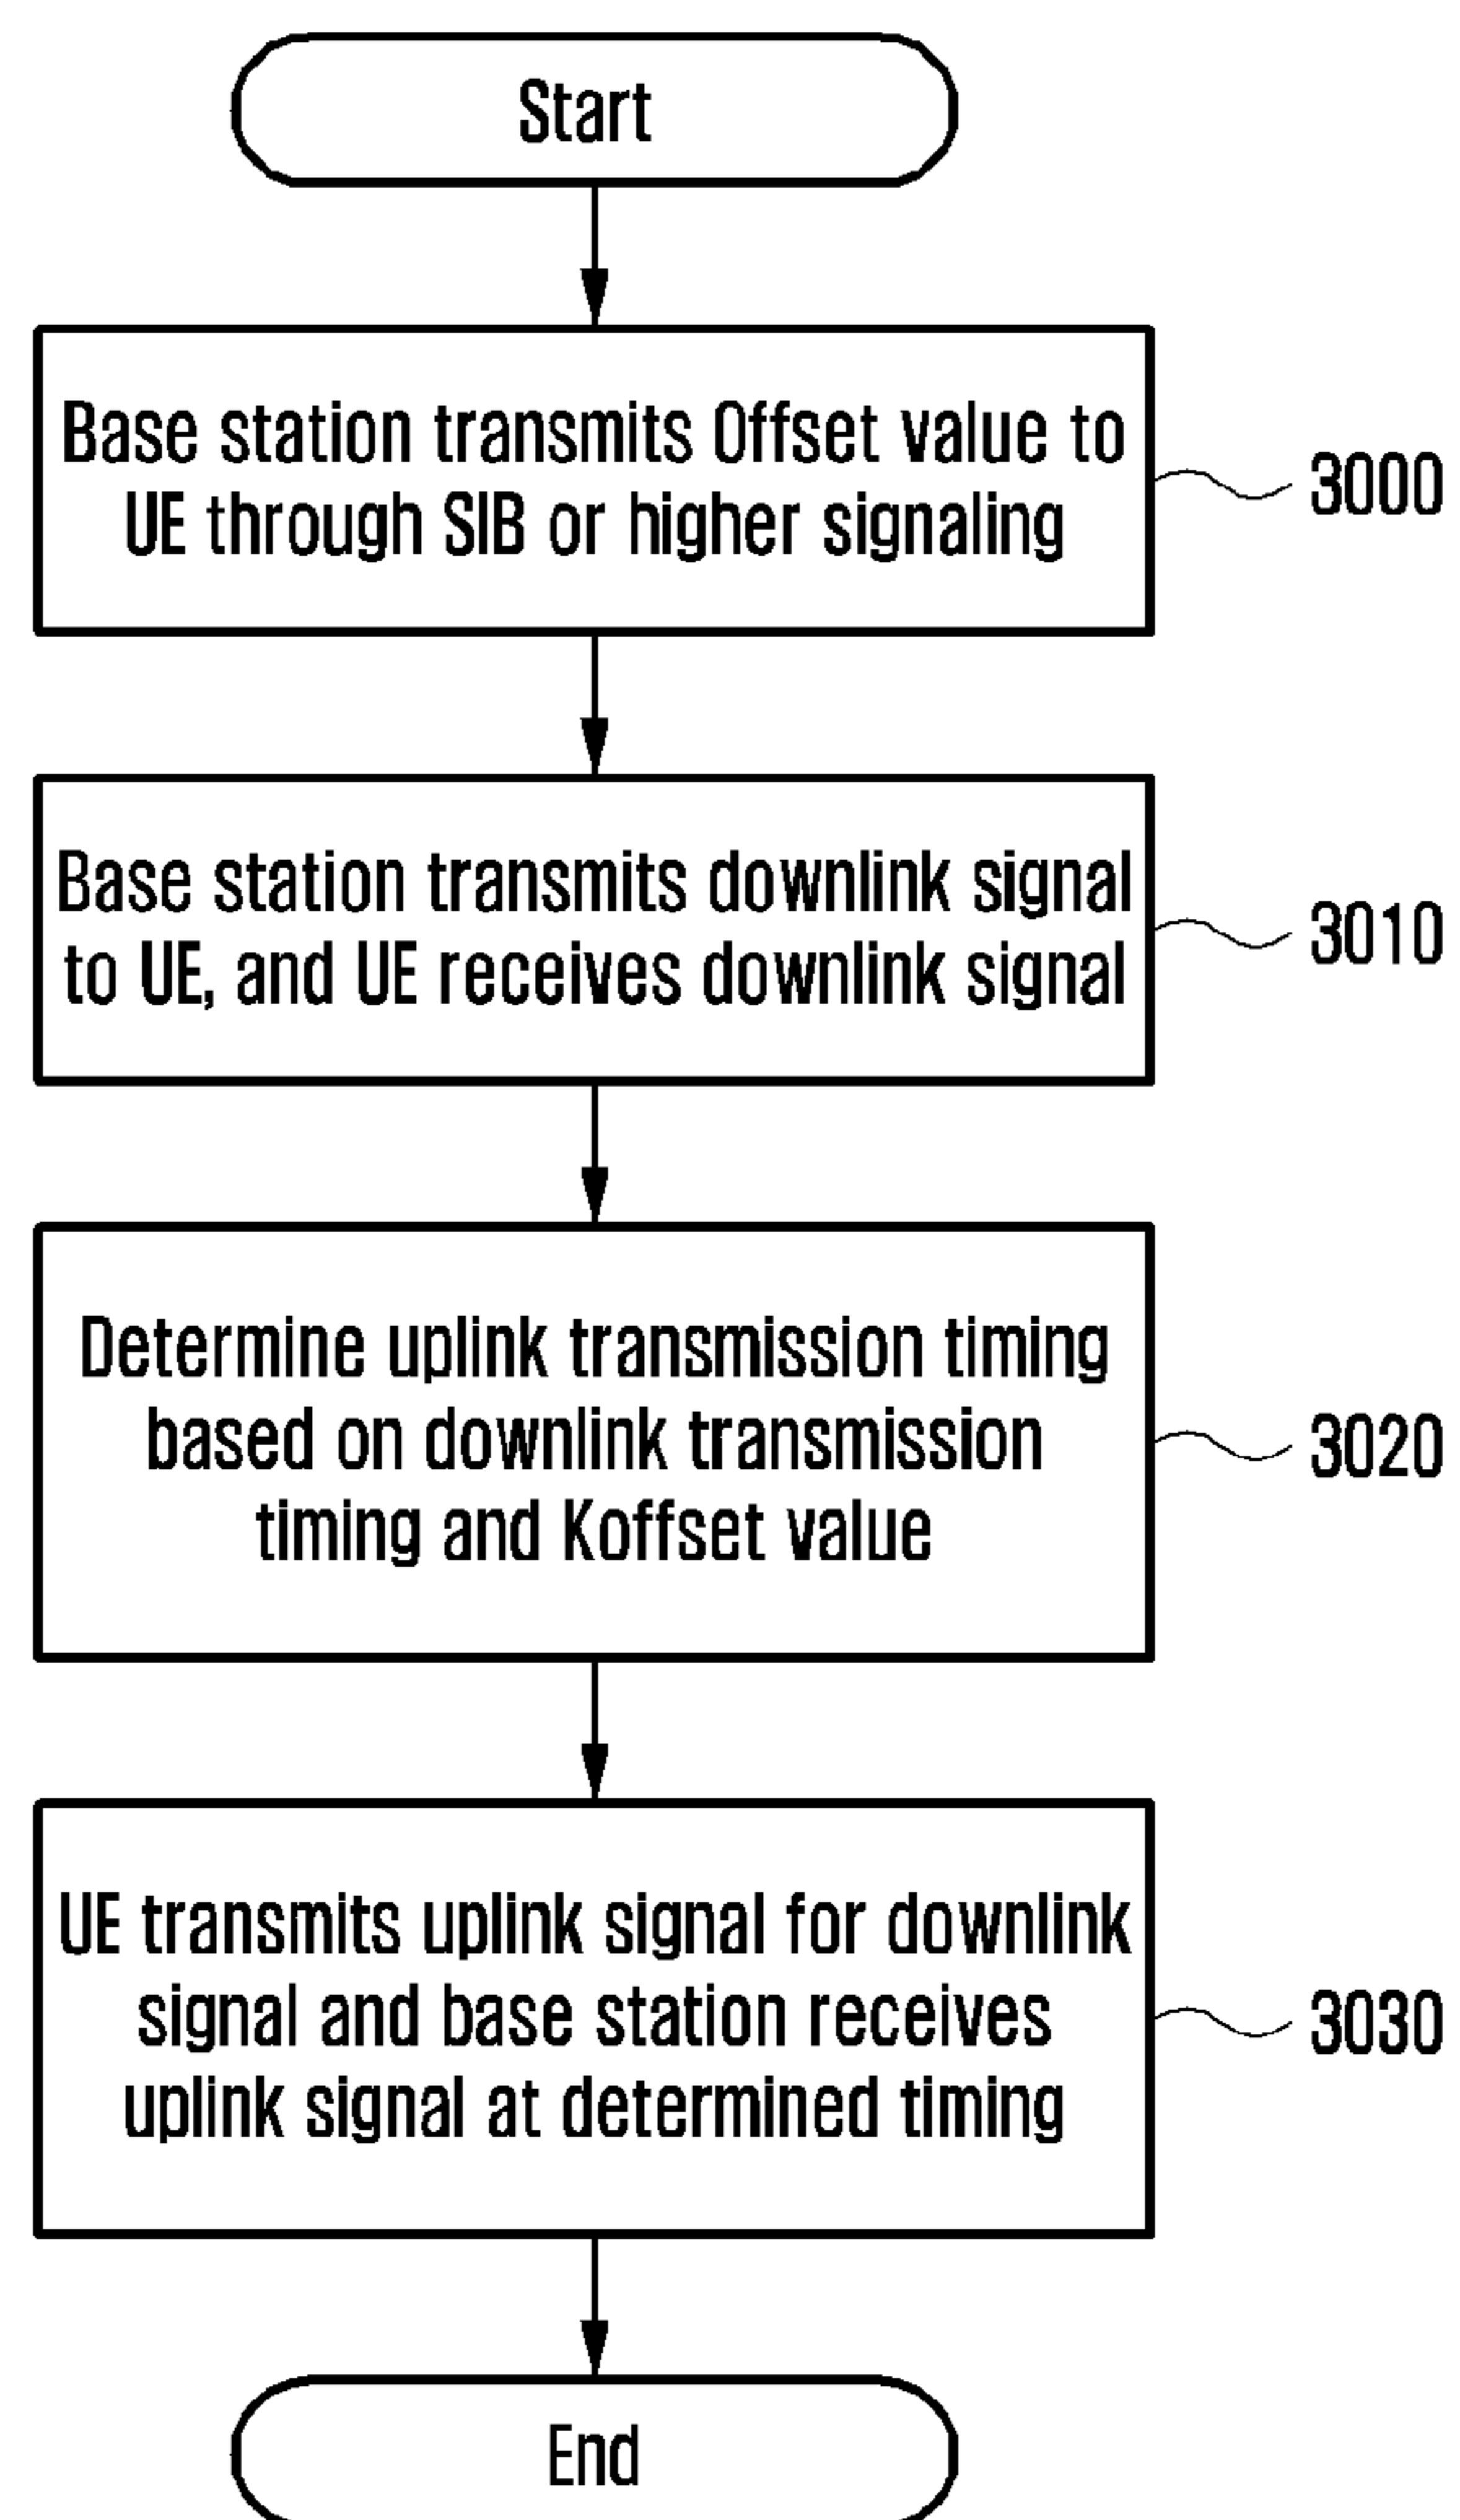 Start
Base station transmits Offset value to
UE through SIB or higher signaling
3000
Base station transmits downlink signal
to UE, and UE receives downlink signal
3010
Determine uplink transmission timing
based on downlink transmission
timing and Koffset value
3020
UE transmits uplink signal for downlink
signal and base station receives
uplink signal at determined timing
3030
End